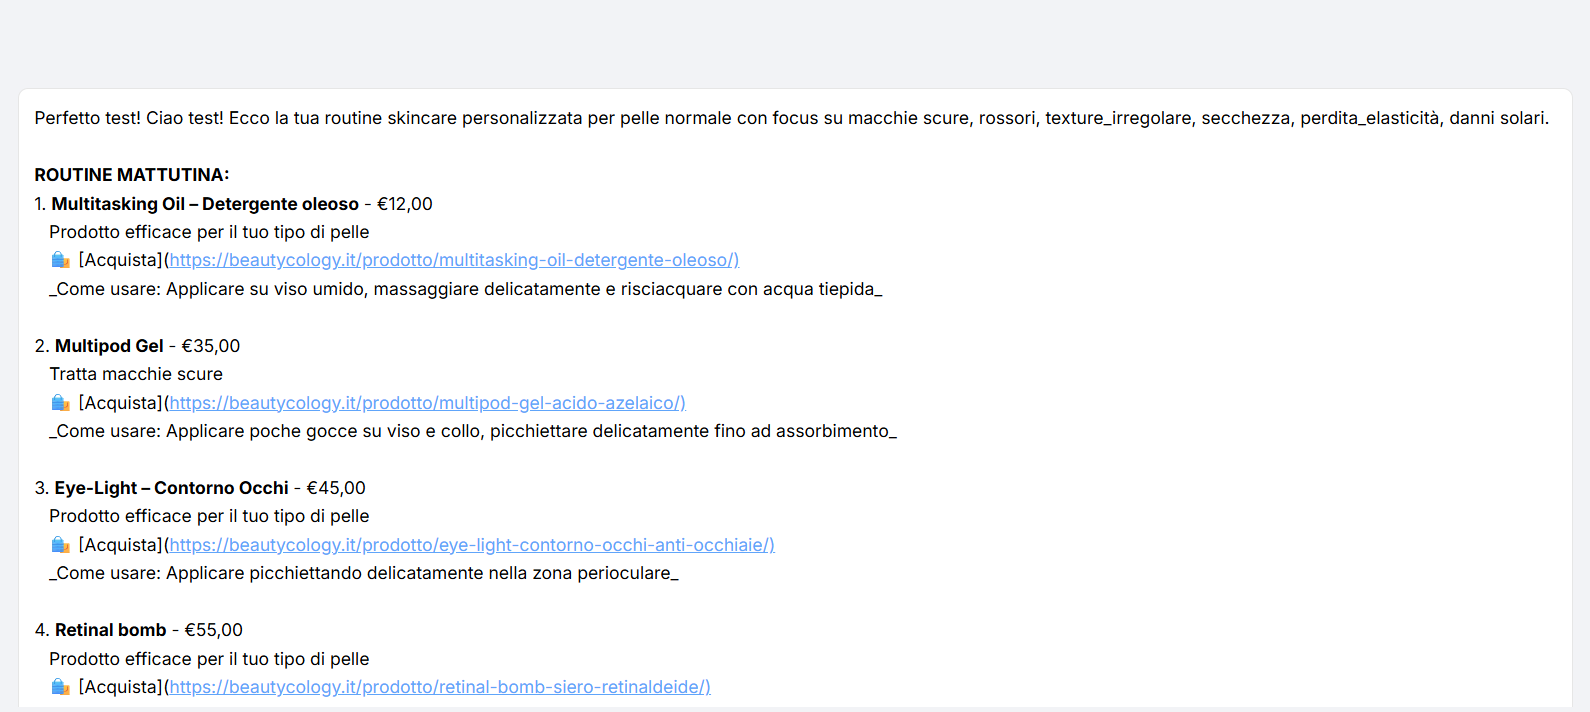 Perfetto test! Ciao test! Ecco la tua routine skincare personalizzata per pelle normale con focus su macchie scure, rossori, texture_irregolare, secchezza, perdita_elasticità, danni solari.
ROUTINE MATTUTINA:
1. Multitasking Oil – Detergente oleoso - €12,00
Prodotto efficace per il tuo tipo di pelle
🛍️ [Acquista](https://beautycology.it/prodotto/multitasking-oil-detergente-oleoso/)
_Come usare: Applicare su viso umido, massaggiare delicatamente e risciacquare con acqua tiepida_
2. Multipod Gel - €35,00
Tratta macchie scure
🛍️ [Acquista](https://beautycology.it/prodotto/multipod-gel-acido-azelaico/)
_Come usare: Applicare poche gocce su viso e collo, picchiettare delicatamente fino ad assorbimento_
3. Eye-Light – Contorno Occhi - €45,00
Prodotto efficace per il tuo tipo di pelle
🛍️ [Acquista](https://beautycology.it/prodotto/eye-light-contorno-occhi-anti-occhiaie/)
_Come usare: Applicare picchiettando delicatamente nella zona perioculare_
4. Retinal bomb - €55,00
Prodotto efficace per il tuo tipo di pelle
🛍️ [Acquista](https://beautycology.it/prodotto/retinal-bomb-siero-retinaldeide/)